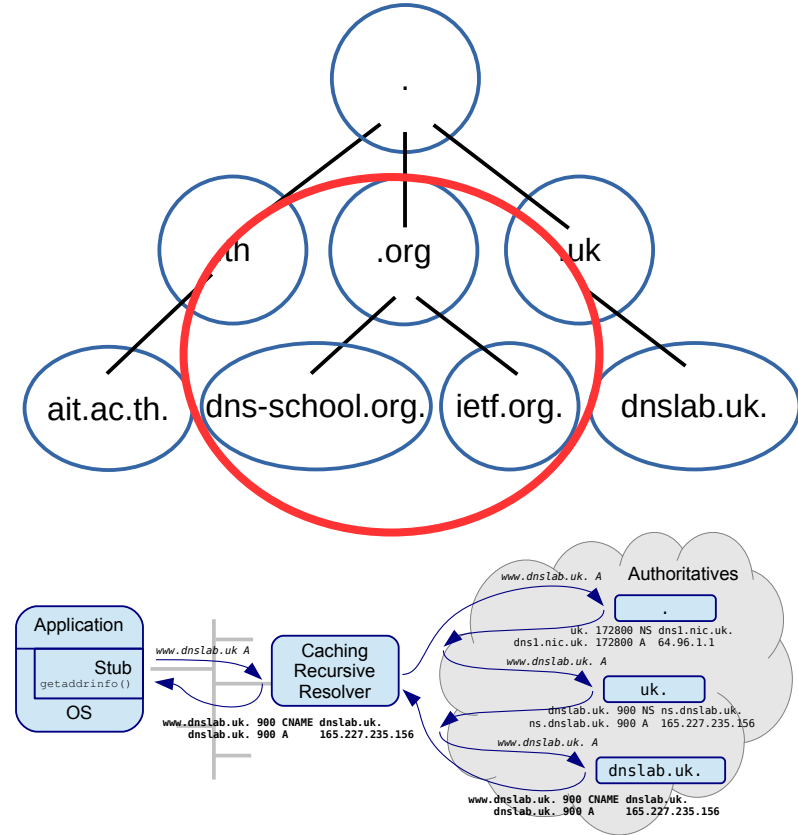 .
.th
.org
.uk
ait.ac.th.
dns-school.org.
ietf.org.
dnslab.uk.
www.dnslab.uk. A
Authoritatives
.
uk. 172800 NS dns1.nic.uk.
dns1.nic.uk. 172800 A 64.96.1.1
Application
Stub
getaddrinfo()
OS
www.dnslab.uk A
Caching
Recursive
Resolver
www.dnslab.uk. A
uk.
dnslab.uk. 900 NS ns.dnslab.uk.
ns.dnslab.uk. 900 A 165.227.235.156
www.dnslab.uk. 900 CNAME dnslab.uk.
dnslab.uk. 900 A 165.227.235.156
www.dnslab.uk. A
dnslab.uk.
www.dnslab.uk. 900 CNAME dnslab.uk.
dnslab.uk. 900 A 165.227.235.156